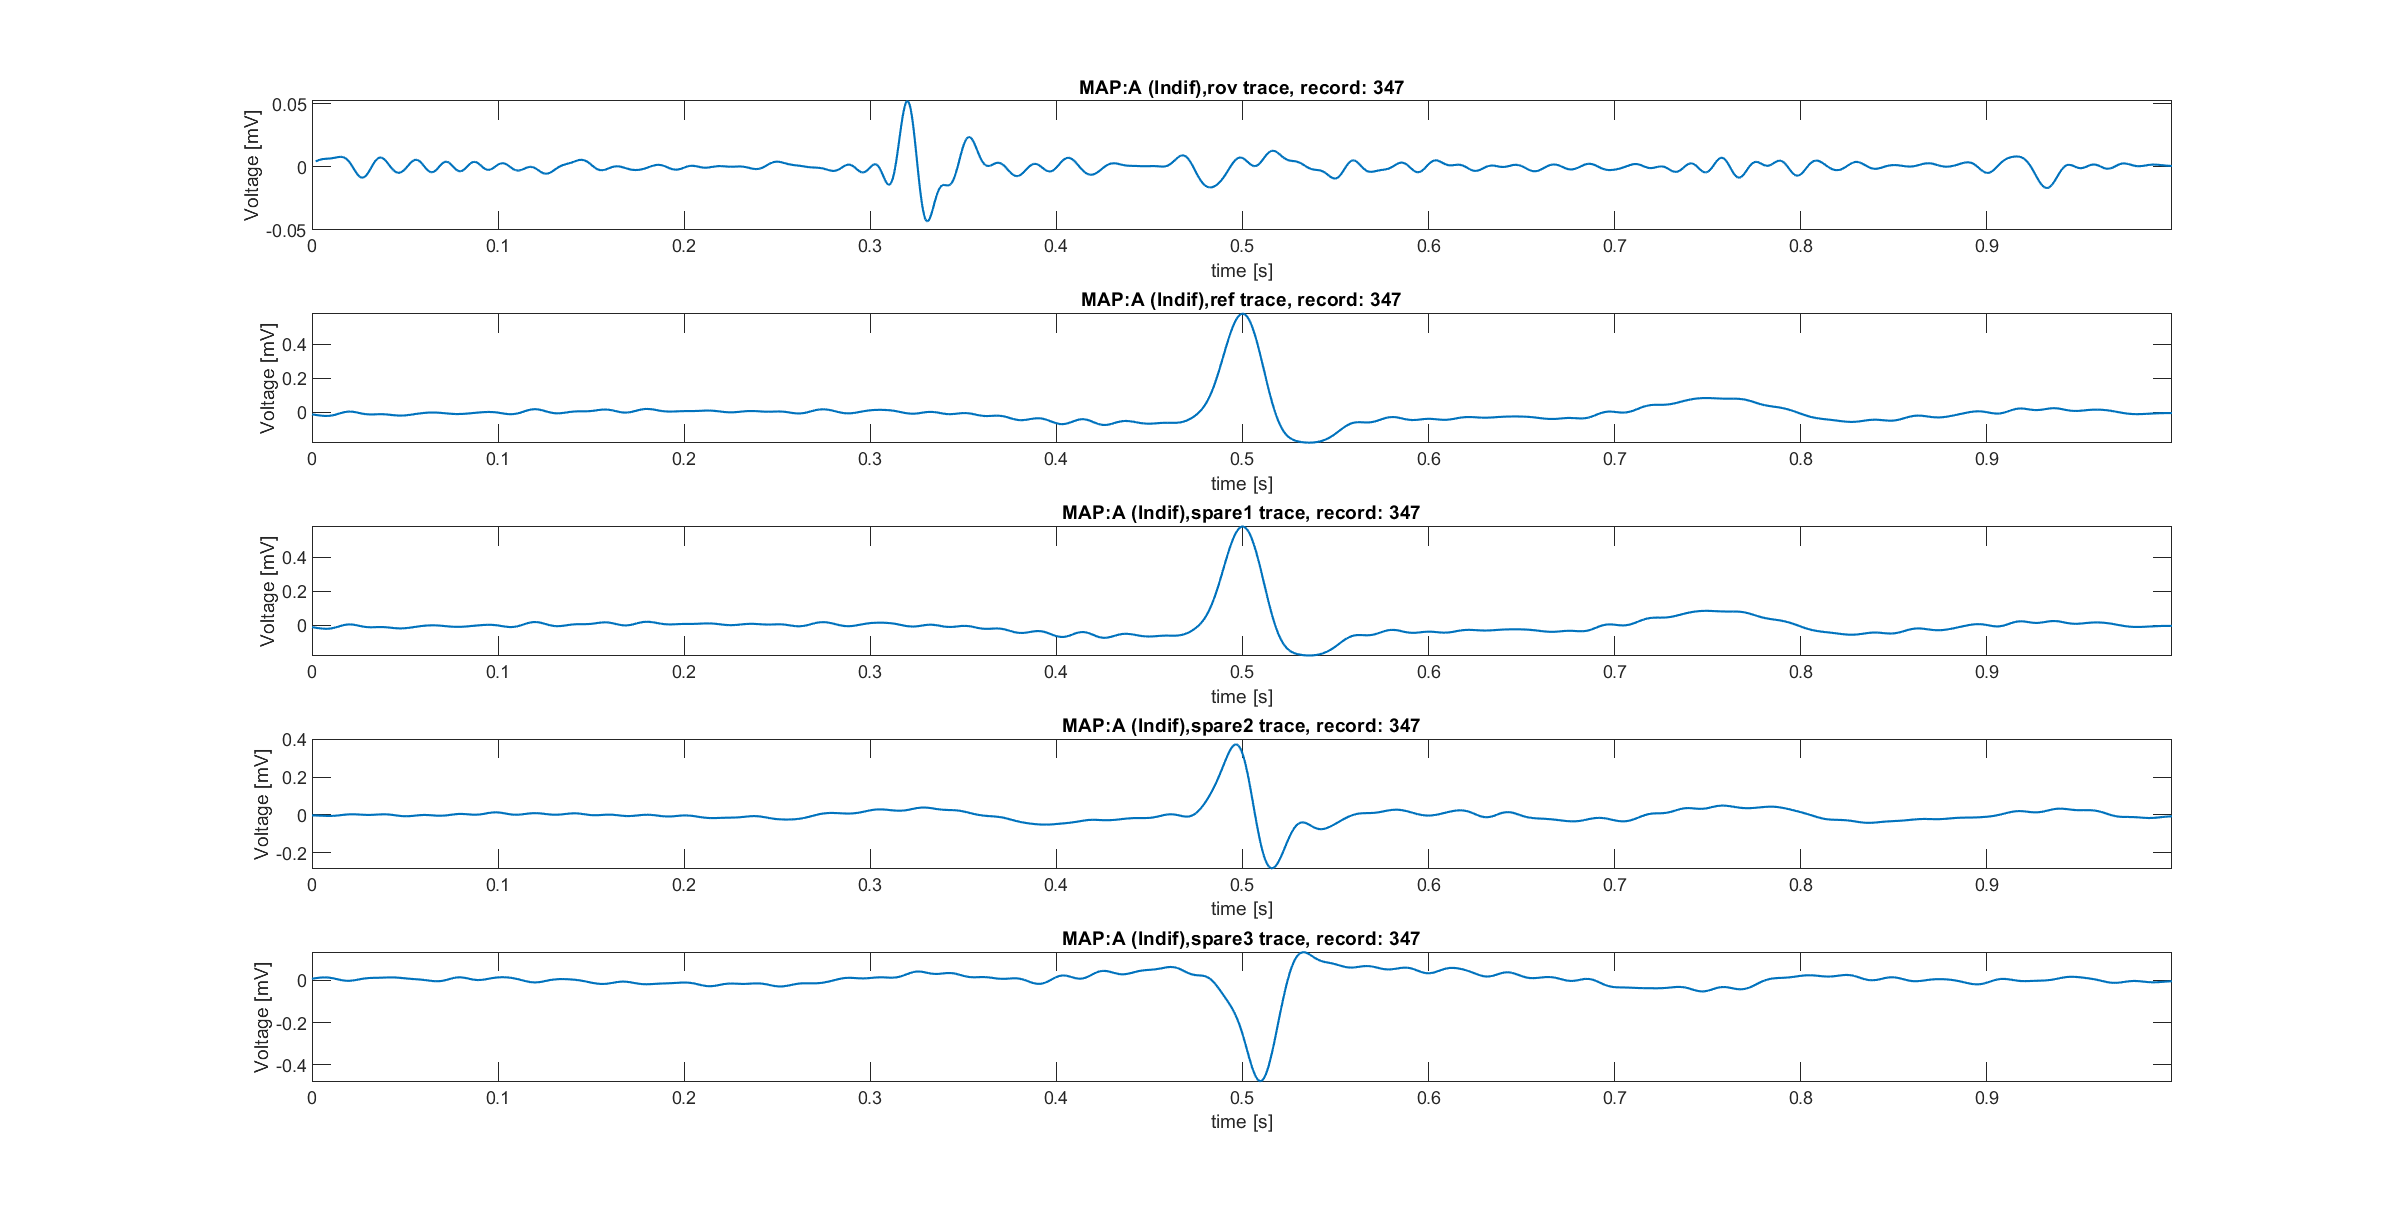 MAP:A (Indif),rov trace, record: 347
Voltage [mV]
0.05
0
-0.05
0 0.1 0.2 0.3 0.4 0.5 0.6 0.7 0.8 0.9
time [s]
MAP:A (Indif),ref trace, record: 347
Voltage [mV]
0.4
0.2
0
0 0.1 0.2 0.3 0.4 0.5 0.6 0.7 0.8 0.9
time [s]
MAP:A (Indif),spare1 trace, record: 347
Voltage [mV]
0.4
0.2
0
0 0.1 0.2 0.3 0.4 0.5 0.6 0.7 0.8 0.9
time [s]
MAP:A (Indif),spare2 trace, record: 347
Voltage [mV]
0.4
0.2
0
-0.2
0 0.1 0.2 0.3 0.4 0.5 0.6 0.7 0.8 0.9
time [s]
MAP:A (Indif),spare3 trace, record: 347
Voltage [mV]
0
-0.2
-0.4
0 0.1 0.2 0.3 0.4 0.5 0.6 0.7 0.8 0.9
time [s]